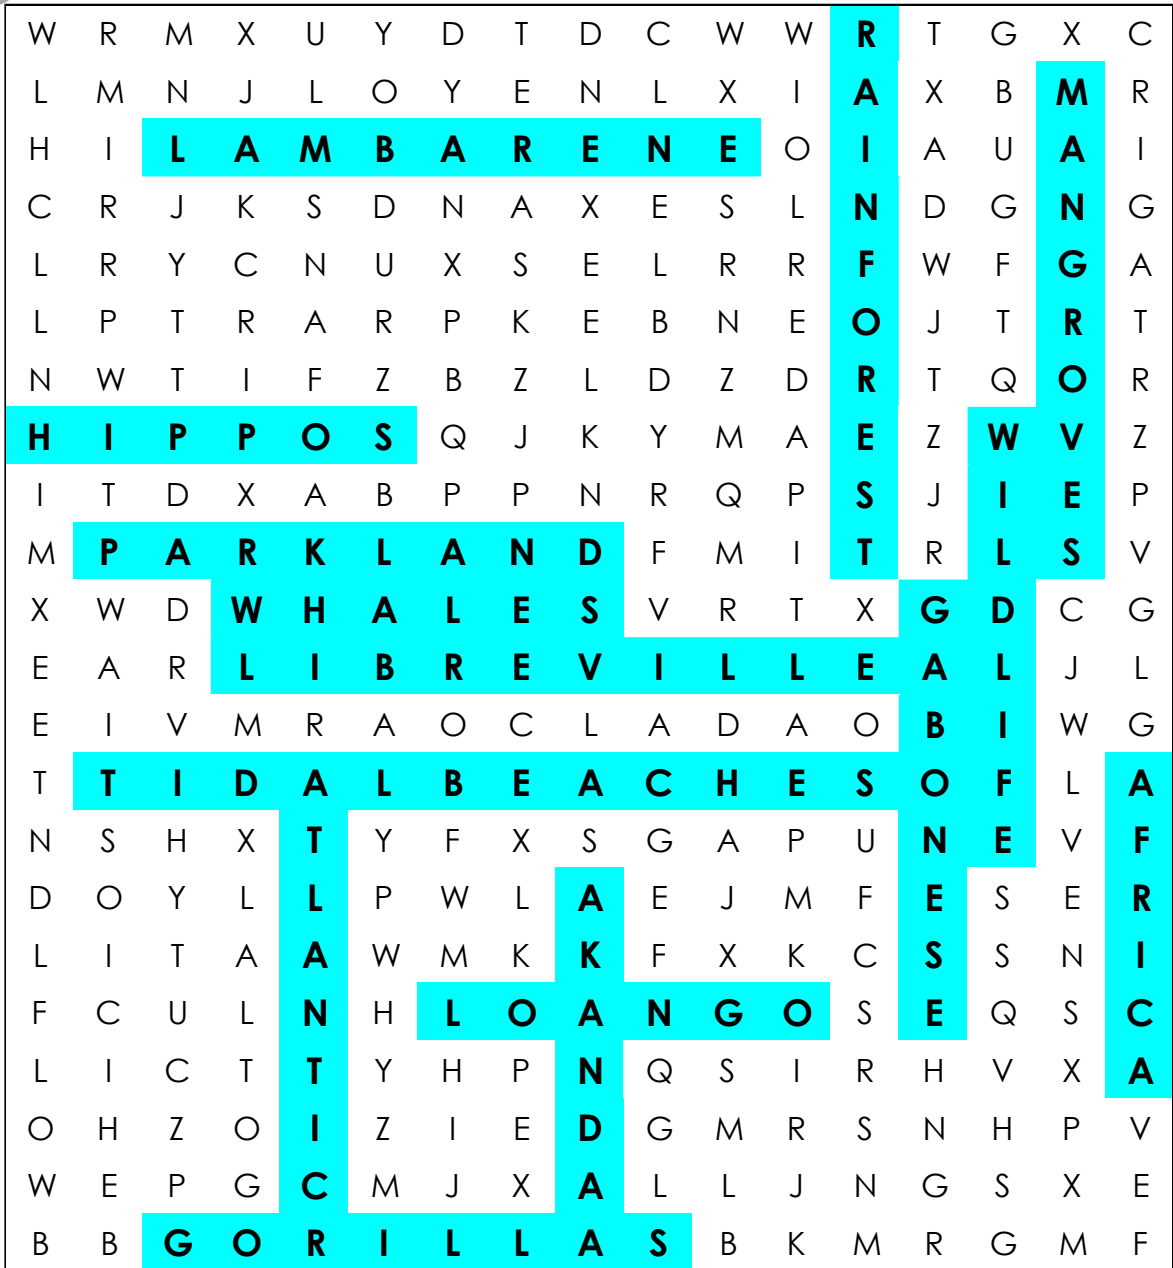 W R M X U Y D T D C W W R T G X C
L M N J L O Y E N L X I A X B M R
H I L A M B A R E N E O I A U A I
C R J K S D N A X E S L N D G N G
L R Y C N U X S E L R R F W F G A
L P T R A R P K E B N E O J T R T
N W T I F Z B Z L D Z D R T Q O R
H I P P O S Q J K Y M A E Z W V Z
I T D X A B P P N R Q P S J I E P
M P A R K L A N D F M I T R L S V
X W D W H A L E S V R T X G D C G
E A R L I B R E V I L L E A L J L
E I V M R A O C L A D A O B I W G
T T I D A L B E A C H E S O F L A
N S H X T Y F X S G A P U N E V F
D O Y L L P W L A E J M F E S E R
L I T A A W M K K F X K C S S N I
F C U L N H L O A N G O S E Q S C
L I C T T Y H P N Q S I R H V X A
O H Z O I Z I E D G M R S N H P V
W E P G C M J X A L L J N G S X E
B B G O R I L L A S B K M R G M F